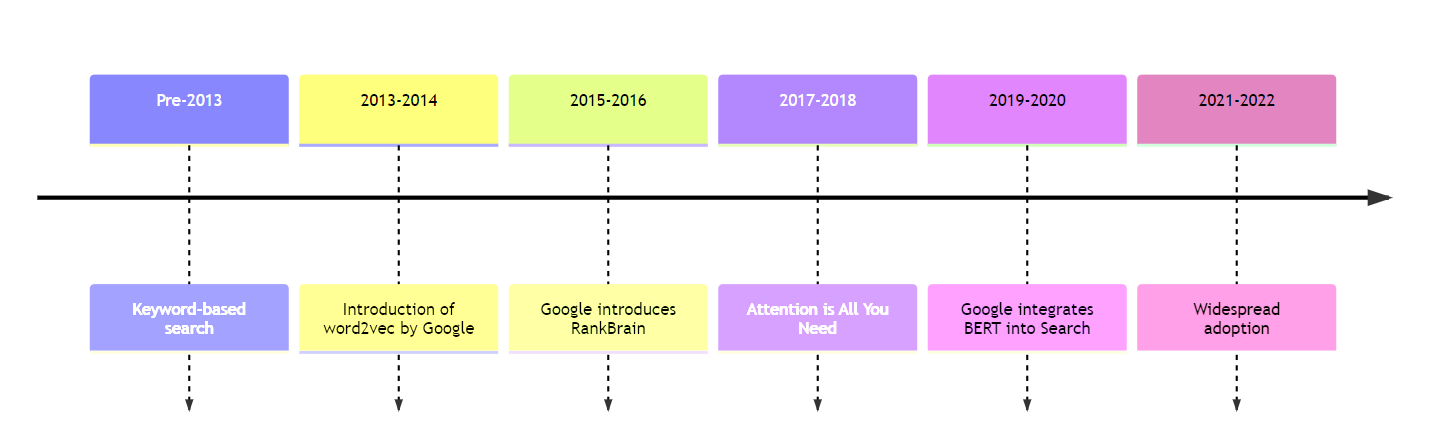 Pre-2013
2013-2014
2015-2016
2017-2018
2019-2020
2021-2022
Keyword-based
search
Introduction of
word2vec by Google
Google introduces
RankBrain
Attention is All You
Need
Google integrates
BERT into Search
Widespread
adoption